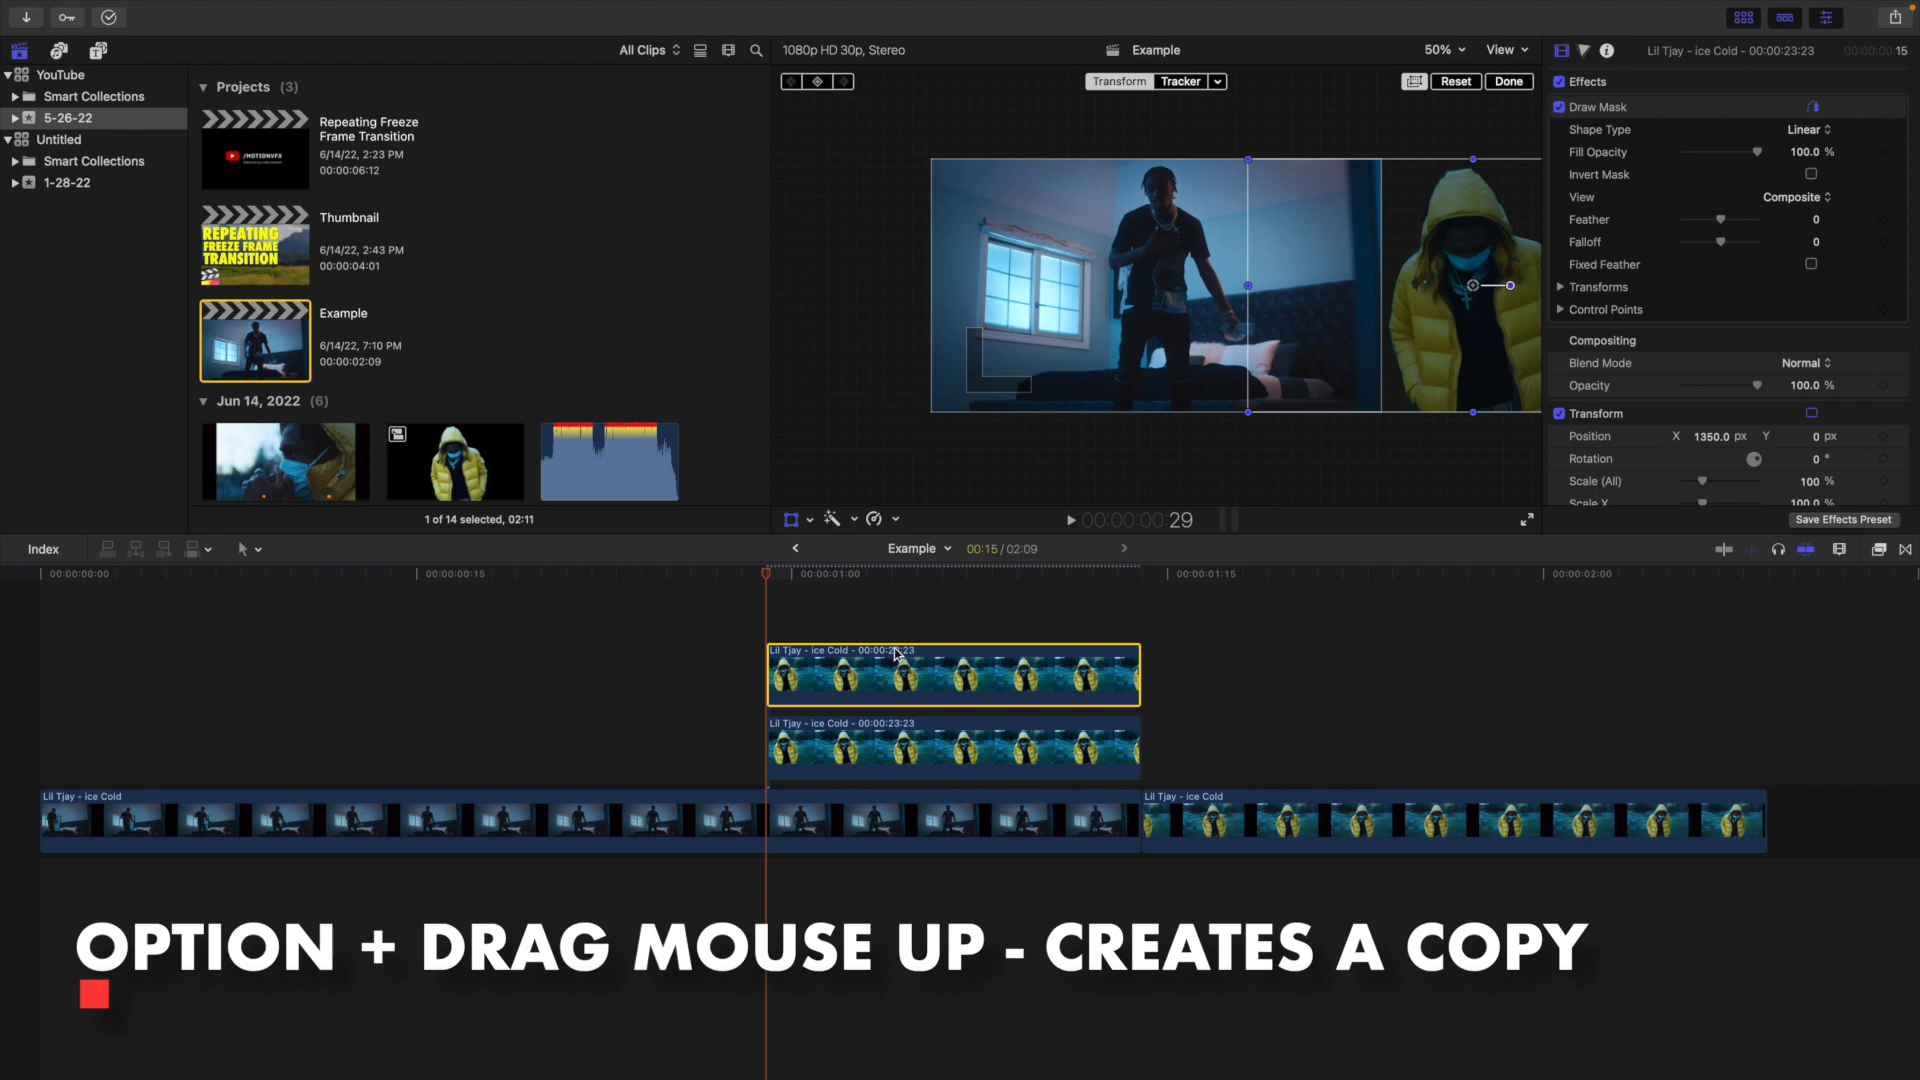 All Clips
1080p HD 30p, Stereo
Example
50%
View
Lil Tjay - ice Cold - 00:00:23:23
00:00:00:15
YouTube
Smart Collections
5-26-22
Untitled
Smart Collections
1-28-22
Projects (3)
Repeating Freeze
Frame Transition
6/14/22, 2:23 PM
00:00:06:12
/MOTIONVFX
Thumbnail
6/14/22, 2:43 PM
00:00:04:01
REPEATING
FREEZE FRAME
TRANSITION
Example
6/14/22, 7:10 PM
00:00:02:09
Jun 14, 2022 (6)
1 of 14 selected, 02:11
Transform
Tracker
Reset
Done
00:00:00:29
Effects
Draw Mask
Shape Type Linear
Fill Opacity 100.0 %
Invert Mask
View Composite
Feather 0
Falloff 0
Fixed Feather
Transforms
Control Points
Compositing
Blend Mode Normal
Opacity 100.0 %
Transform
Position X 1350.0 px Y 0 px
Rotation 0 °
Scale (All) 100 %
Scale X 100.0 %
Save Effects Preset
Index
Example
00:15 / 02:09
00:00:00:00
00:00:00:15
00:00:01:00
00:00:01:15
00:00:02:00
Lil Tjay - ice Cold - 00:00:23:23
Lil Tjay - ice Cold - 00:00:23:23
Lil Tjay - ice Cold
Lil Tjay - ice Cold
OPTION + DRAG MOUSE UP - CREATES A COPY